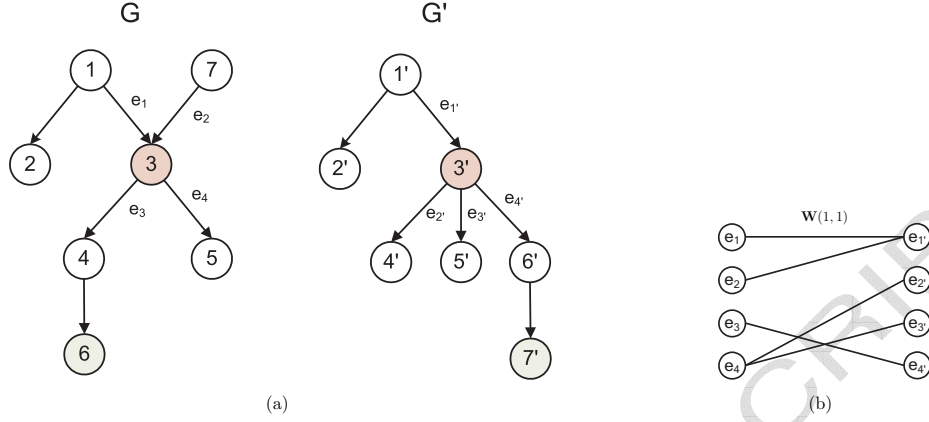 G
G'
1
7
1'
e1
e2
e1'
2
3
2'
3'
e3
e4
e2'
e3'
e4'
4
5
4'
5'
6'
6
7'
(a)
W(1, 1)
e1
e1'
e2
e2'
e3
e3'
e4
e4'
(b)
CRIP